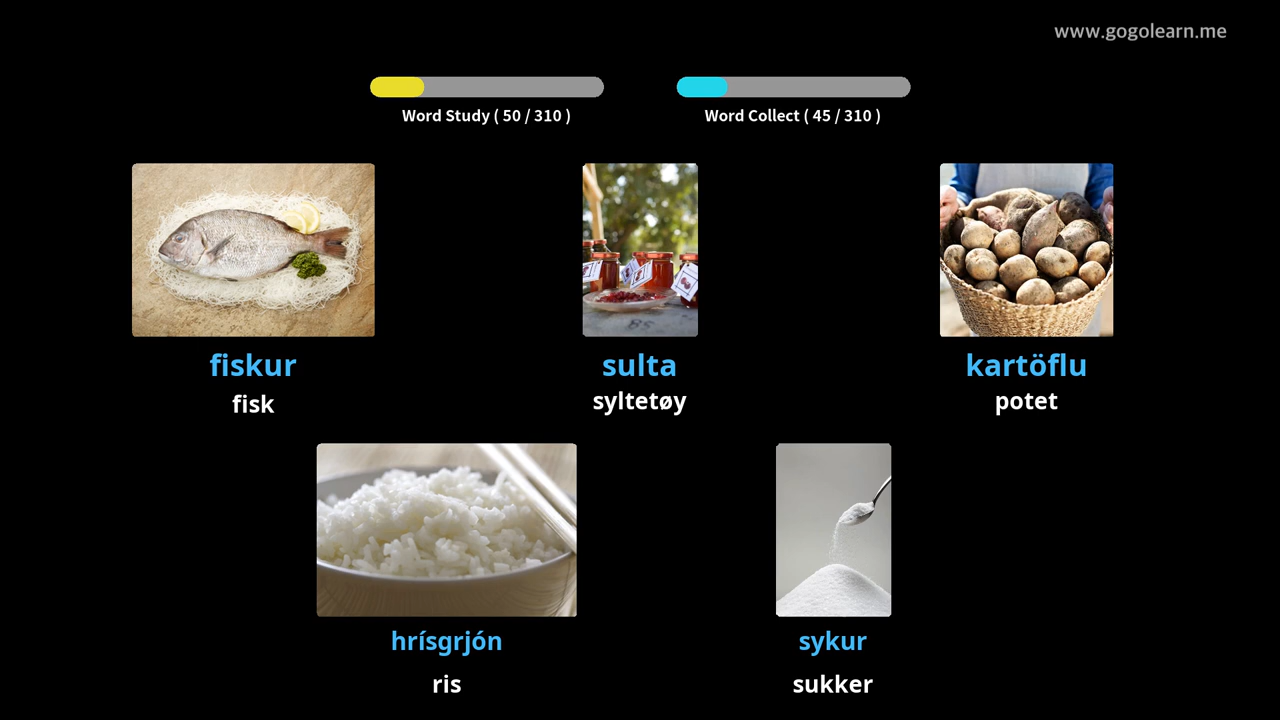 www.gogolearn.me
Word Study ( 50 / 310 )
Word Collect ( 45 / 310 )
fiskur
fisk
sulta
syltetøy
kartöflu
potet
hrísgrjón
ris
sykur
sukker